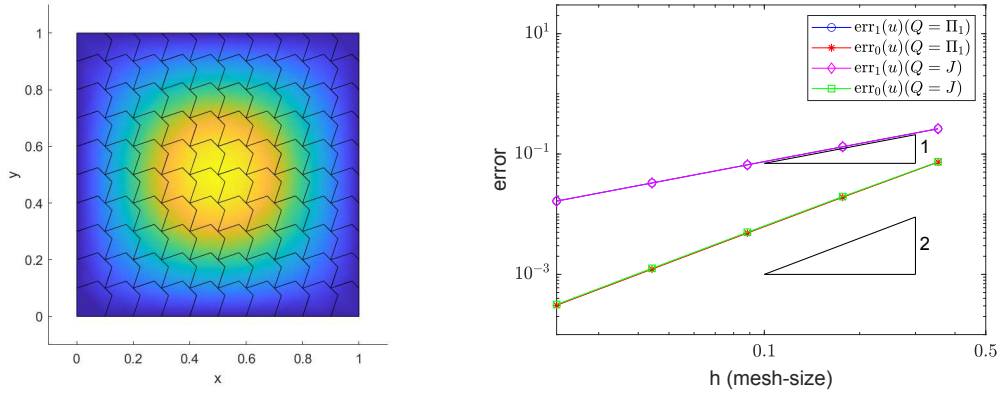 1
0.8
0.6
0.4
0.2
0
y
0
0.2
0.4
0.6
0.8
1
x
10^1
10^{-1}
10^{-3}
error
err_1(u)(Q = Π_1)
err_0(u)(Q = Π_1)
err_1(u)(Q = J)
err_0(u)(Q = J)
1
2
0.1
0.5
h (mesh-size)